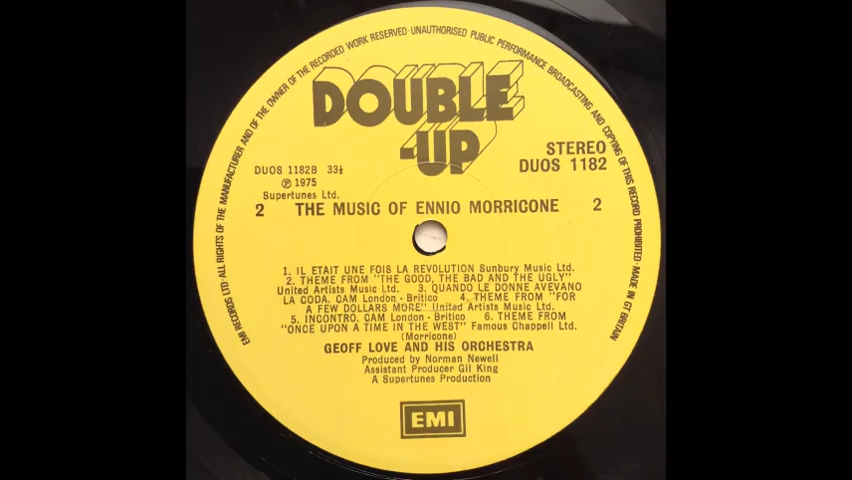 EMI RECORDS LTD · ALL RIGHTS OF THE MANUFACTURER AND OF THE OWNER OF THE RECORDED WORK RESERVED · UNAUTHORISED PUBLIC PERFORMANCE BROADCASTING AND COPYING OF THIS RECORD PROHIBITED · MADE IN GT BRITAIN
DOUBLE
-UP
STEREO
DUOS 1182B 33⅓ DUOS 1182
Ⓟ 1975
Supertunes Ltd.
2 THE MUSIC OF ENNIO MORRICONE 2
1. IL ETAIT UNE FOIS LA REVOLUTION Sunbury Music Ltd.
2. THEME FROM "THE GOOD, THE BAD AND THE UGLY"
United Artists Music Ltd. 3. QUANDO LE DONNE AVEVANO
LA CODA. CAM London · Britico 4. THEME FROM "FOR
A FEW DOLLARS MORE" United Artists Music Ltd.
5. INCONTRO. CAM London · Britico 6. THEME FROM
"ONCE UPON A TIME IN THE WEST" Famous Chappell Ltd.
(Morricone)
GEOFF LOVE AND HIS ORCHESTRA
Produced by Norman Newell
Assistant Producer Gil King
A Supertunes Production
EMI